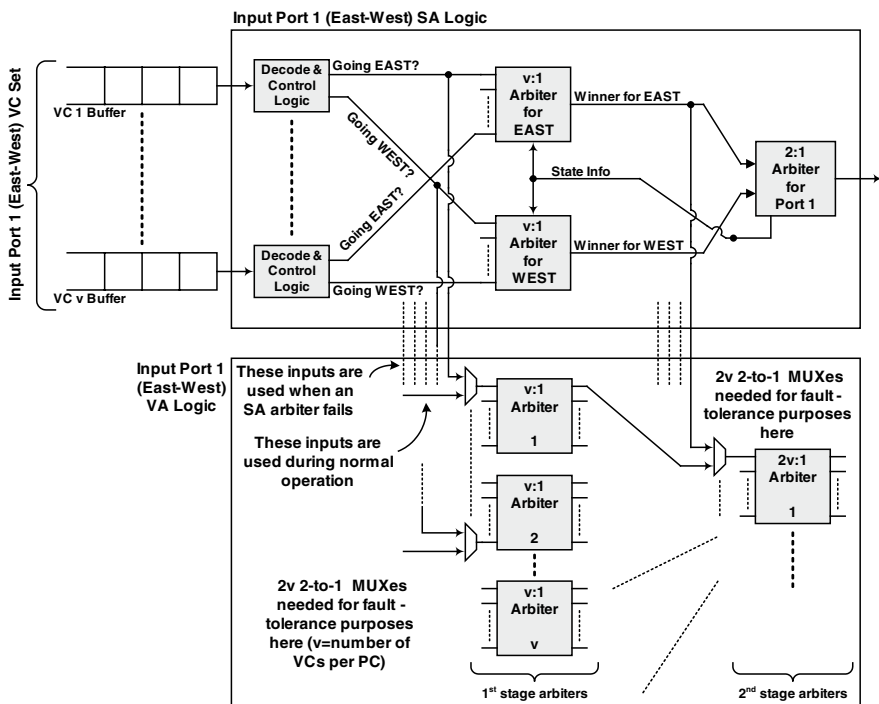 Input Port 1 (East-West) SA Logic
Input Port 1 (East-West) VC Set
VC 1 Buffer
VC v Buffer
Decode &
Control
Logic
Decode &
Control
Logic
Going EAST?
Going WEST?
Going EAST?
Going WEST?
v:1
Arbiter
for
EAST
v:1
Arbiter
for
WEST
Winner for EAST
State Info
Winner for WEST
2:1
Arbiter
for
Port 1
Input Port 1
(East-West)
VA Logic
These inputs are
used when an
SA arbiter fails
These inputs are
used during normal
operation
2v 2-to-1 MUXes
needed for fault -
tolerance purposes
here (v=number of
VCs per PC)
v:1
Arbiter
1
v:1
Arbiter
2
v:1
Arbiter
v
1st stage arbiters
2v 2-to-1 MUXes
needed for fault -
tolerance purposes
here
2v:1
Arbiter
1
2nd stage arbiters